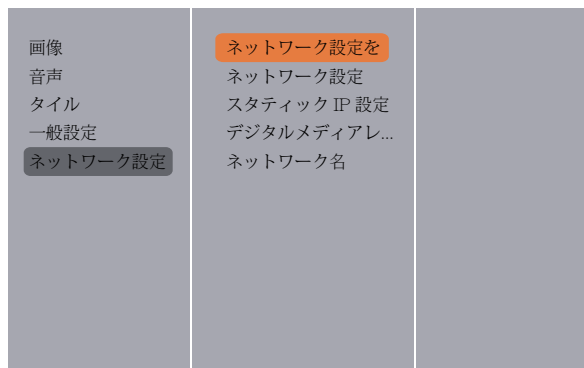 画像
音声
タイル
一般設定
ネットワーク設定
ネットワーク設定を
ネットワーク設定
スタティック IP 設定
デジタルメディアレ...
ネットワーク名